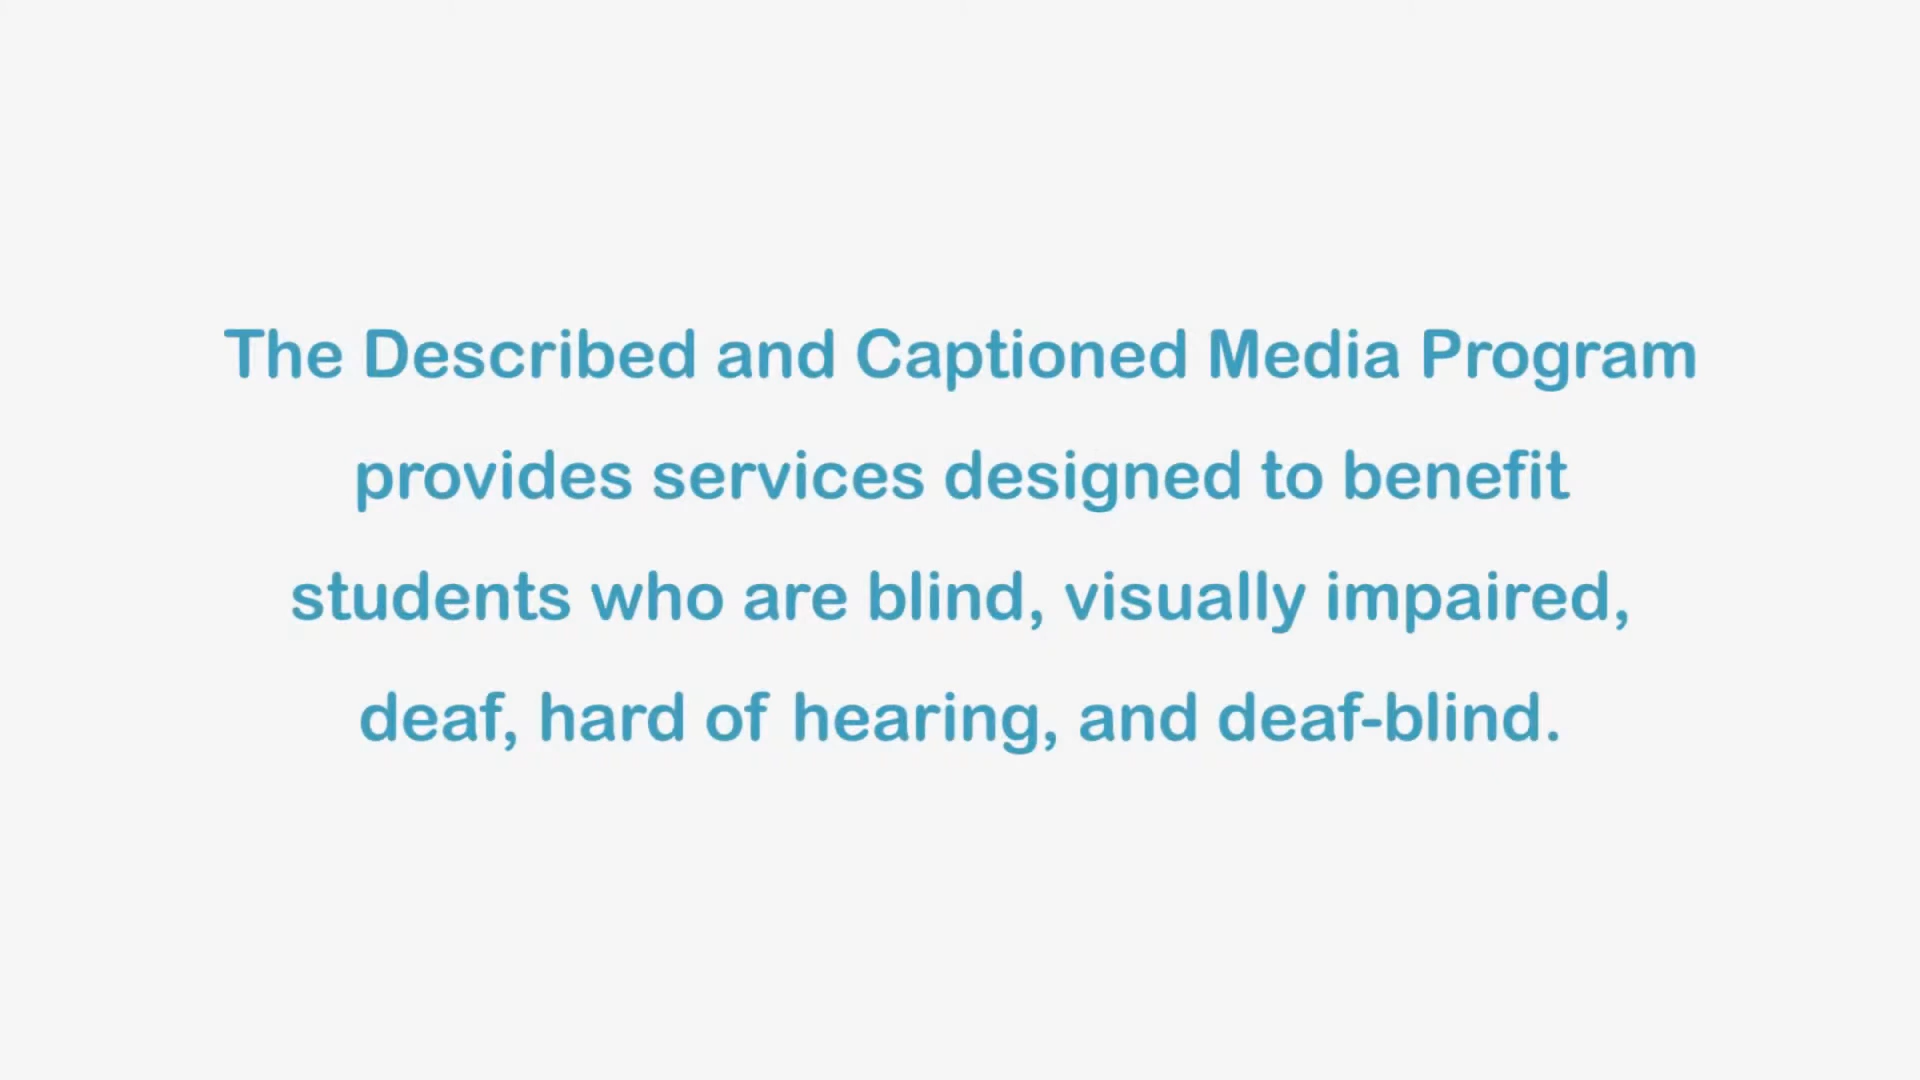 The Described and Captioned Media Program
provides services designed to benefit
students who are blind, visually impaired,
deaf, hard of hearing, and deaf-blind.